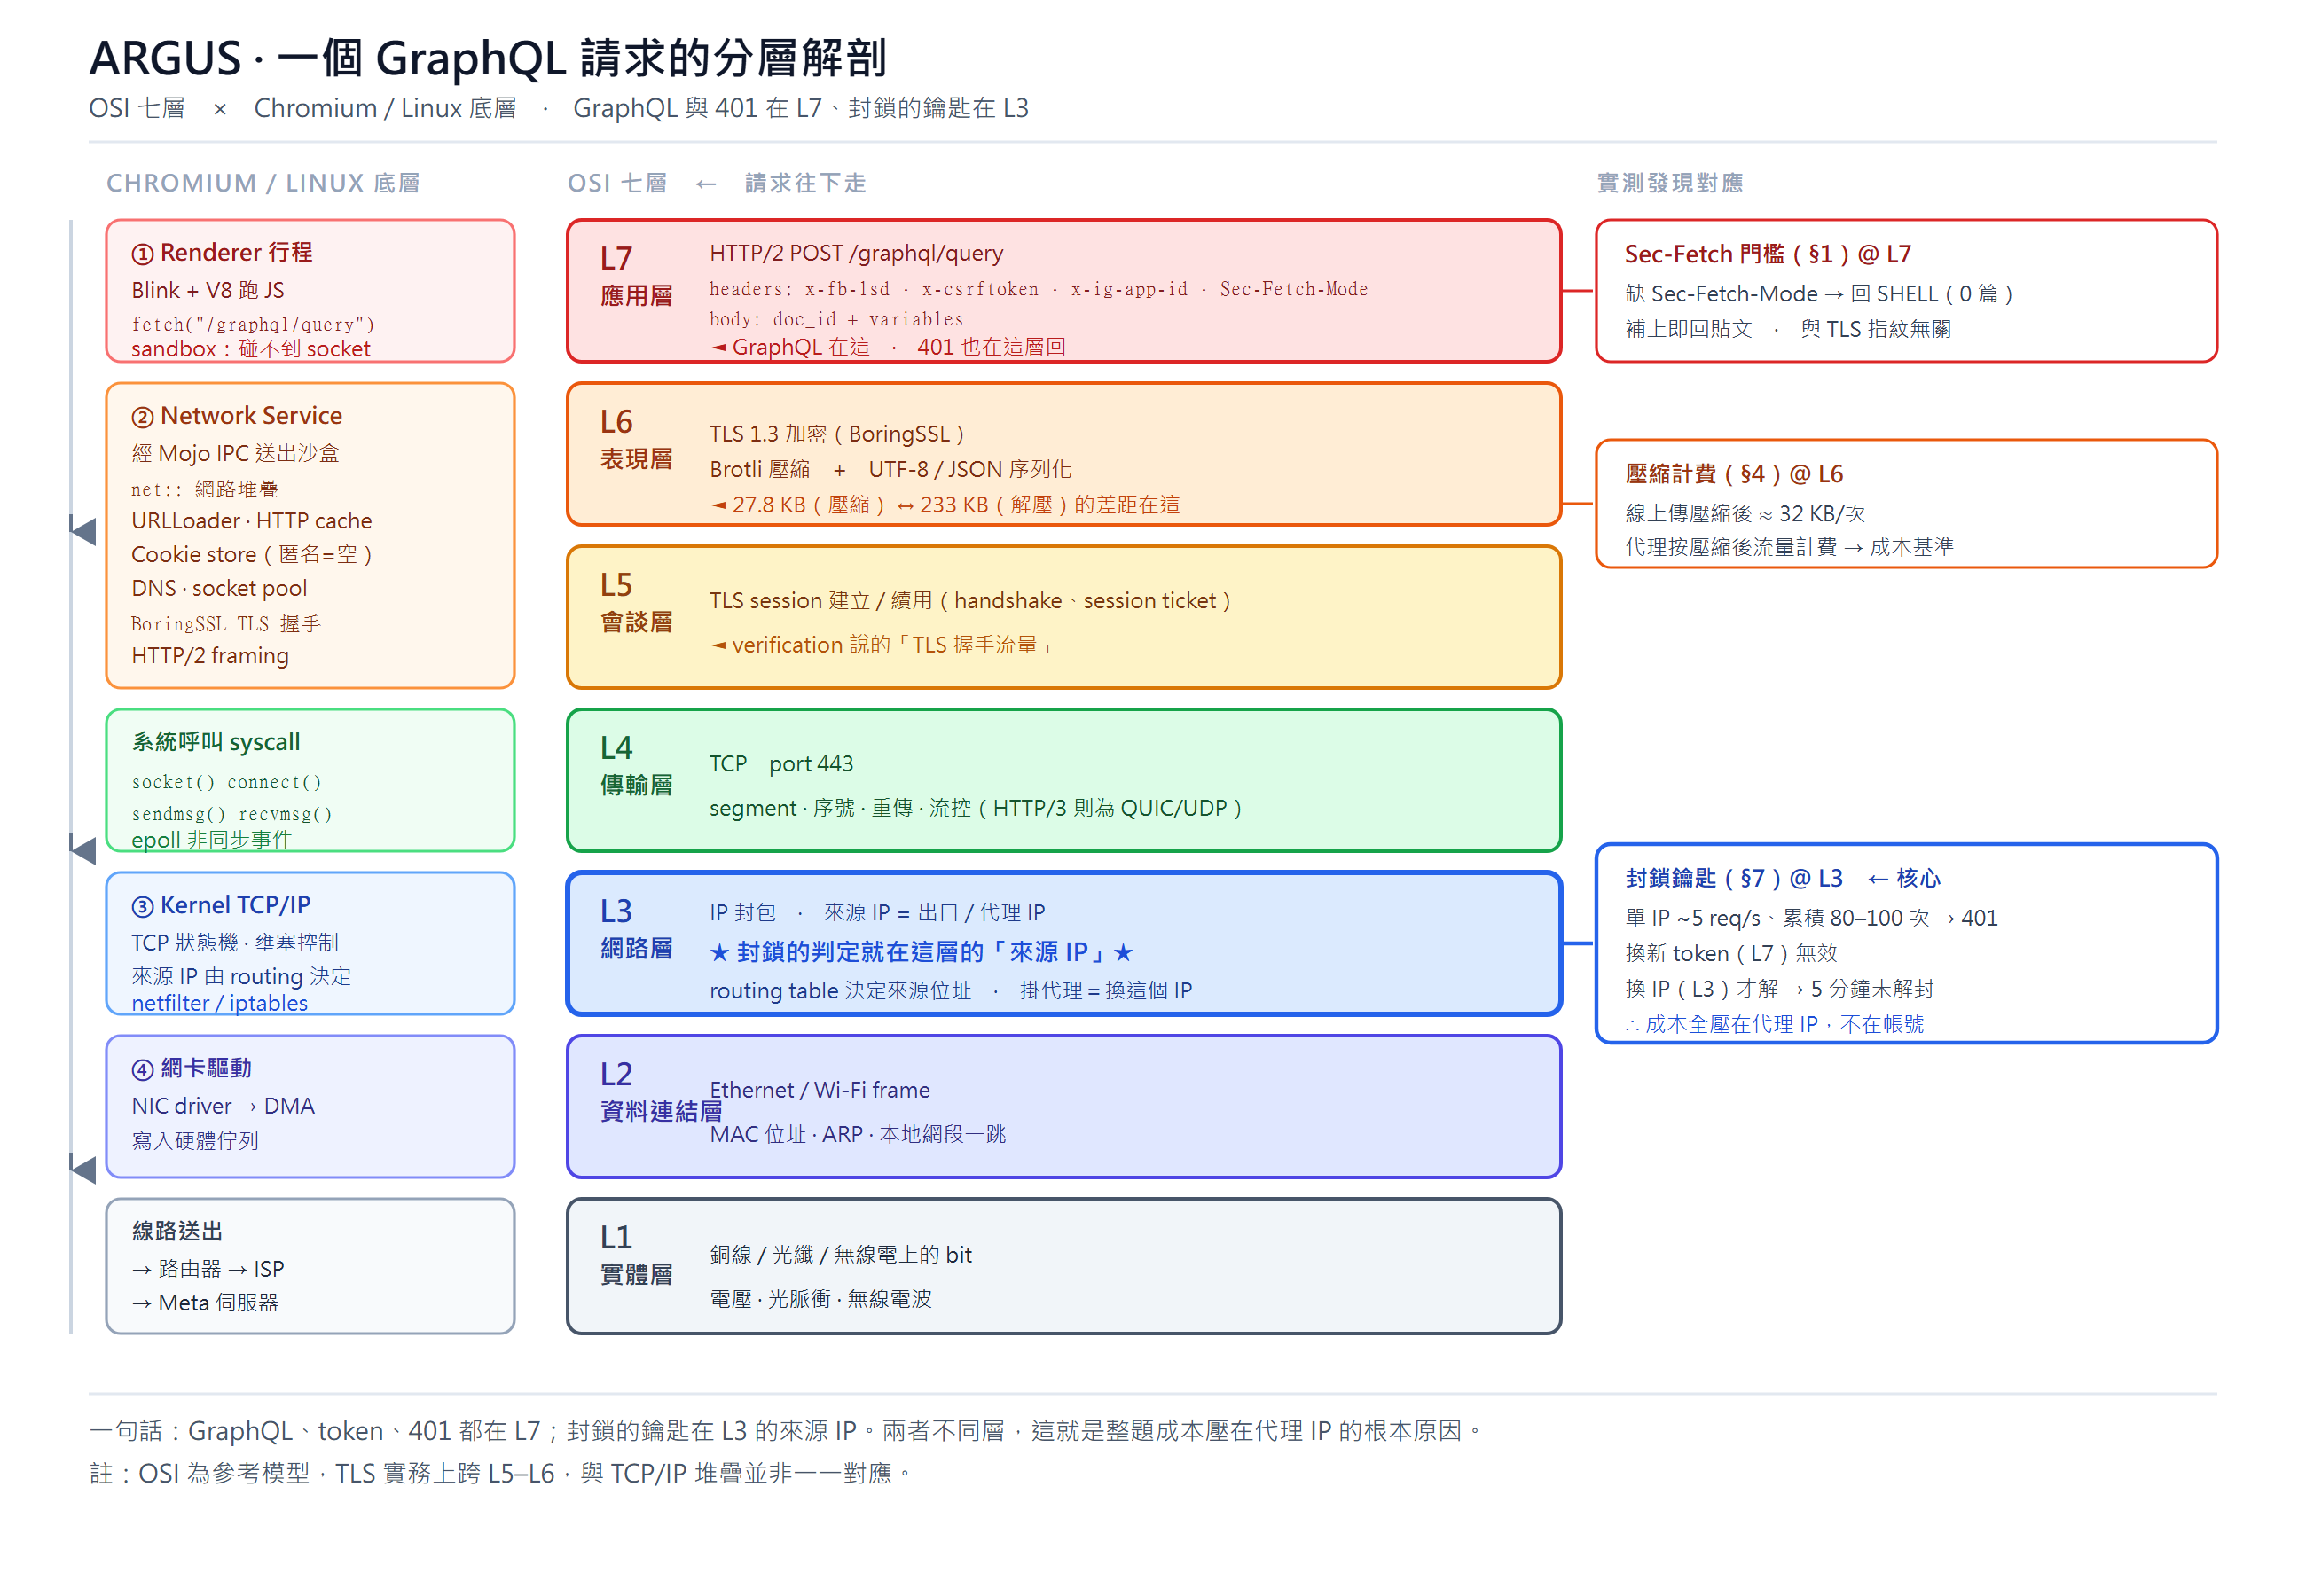 ARGUS · 一個 GraphQL 請求的分層解剖
OSI 七層 × Chromium / Linux 底層 · GraphQL 與 401 在 L7、封鎖的鑰匙在 L3
CHROMIUM / LINUX 底層
① Renderer 行程
Blink + V8 跑 JS
fetch("/graphql/query")
sandbox：碰不到 socket
② Network Service
經 Mojo IPC 送出沙盒
net:: 網路堆疊
URLLoader · HTTP cache
Cookie store（匿名=空）
DNS · socket pool
BoringSSL TLS 握手
HTTP/2 framing
系統呼叫 syscall
socket() connect()
sendmsg() recvmsg()
epoll 非同步事件
③ Kernel TCP/IP
TCP 狀態機 · 壅塞控制
來源 IP 由 routing 決定
netfilter / iptables
④ 網卡驅動
NIC driver → DMA
寫入硬體佇列
線路送出
→ 路由器 → ISP
→ Meta 伺服器
OSI 七層 ← 請求往下走
L7
應用層
HTTP/2 POST /graphql/query
headers: x-fb-lsd · x-csrftoken · x-ig-app-id · Sec-Fetch-Mode
body: doc_id + variables
◄ GraphQL 在這 · 401 也在這層回
L6
表現層
TLS 1.3 加密（BoringSSL）
Brotli 壓縮 + UTF-8 / JSON 序列化
◄ 27.8 KB（壓縮）↔ 233 KB（解壓）的差距在這
L5
會談層
TLS session 建立 / 續用（handshake、session ticket）
◄ verification 說的「TLS 握手流量」
L4
傳輸層
TCP port 443
segment · 序號 · 重傳 · 流控（HTTP/3 則為 QUIC/UDP）
L3
網路層
IP 封包 · 來源 IP = 出口 / 代理 IP
★ 封鎖的判定就在這層的「來源 IP」★
routing table 決定來源位址 · 掛代理 = 換這個 IP
L2
資料連結層
Ethernet / Wi-Fi frame
MAC 位址 · ARP · 本地網段一跳
L1
實體層
銅線 / 光纖 / 無線電上的 bit
電壓 · 光脈衝 · 無線電波
實測發現對應
Sec-Fetch 門檻（§1）@ L7
缺 Sec-Fetch-Mode → 回 SHELL（0 篇）
補上即回貼文 · 與 TLS 指紋無關
壓縮計費（§4）@ L6
線上傳壓縮後 ≈ 32 KB/次
代理按壓縮後流量計費 → 成本基準
封鎖鑰匙（§7）@ L3 ← 核心
單 IP ~5 req/s、累積 80–100 次 → 401
換新 token（L7）無效
換 IP（L3）才解 → 5 分鐘未解封
∴ 成本全壓在代理 IP，不在帳號
一句話：GraphQL、token、401 都在 L7；封鎖的鑰匙在 L3 的來源 IP。兩者不同層，這就是整題成本壓在代理 IP 的根本原因。
註：OSI 為參考模型，TLS 實務上跨 L5–L6，與 TCP/IP 堆疊並非一一對應。